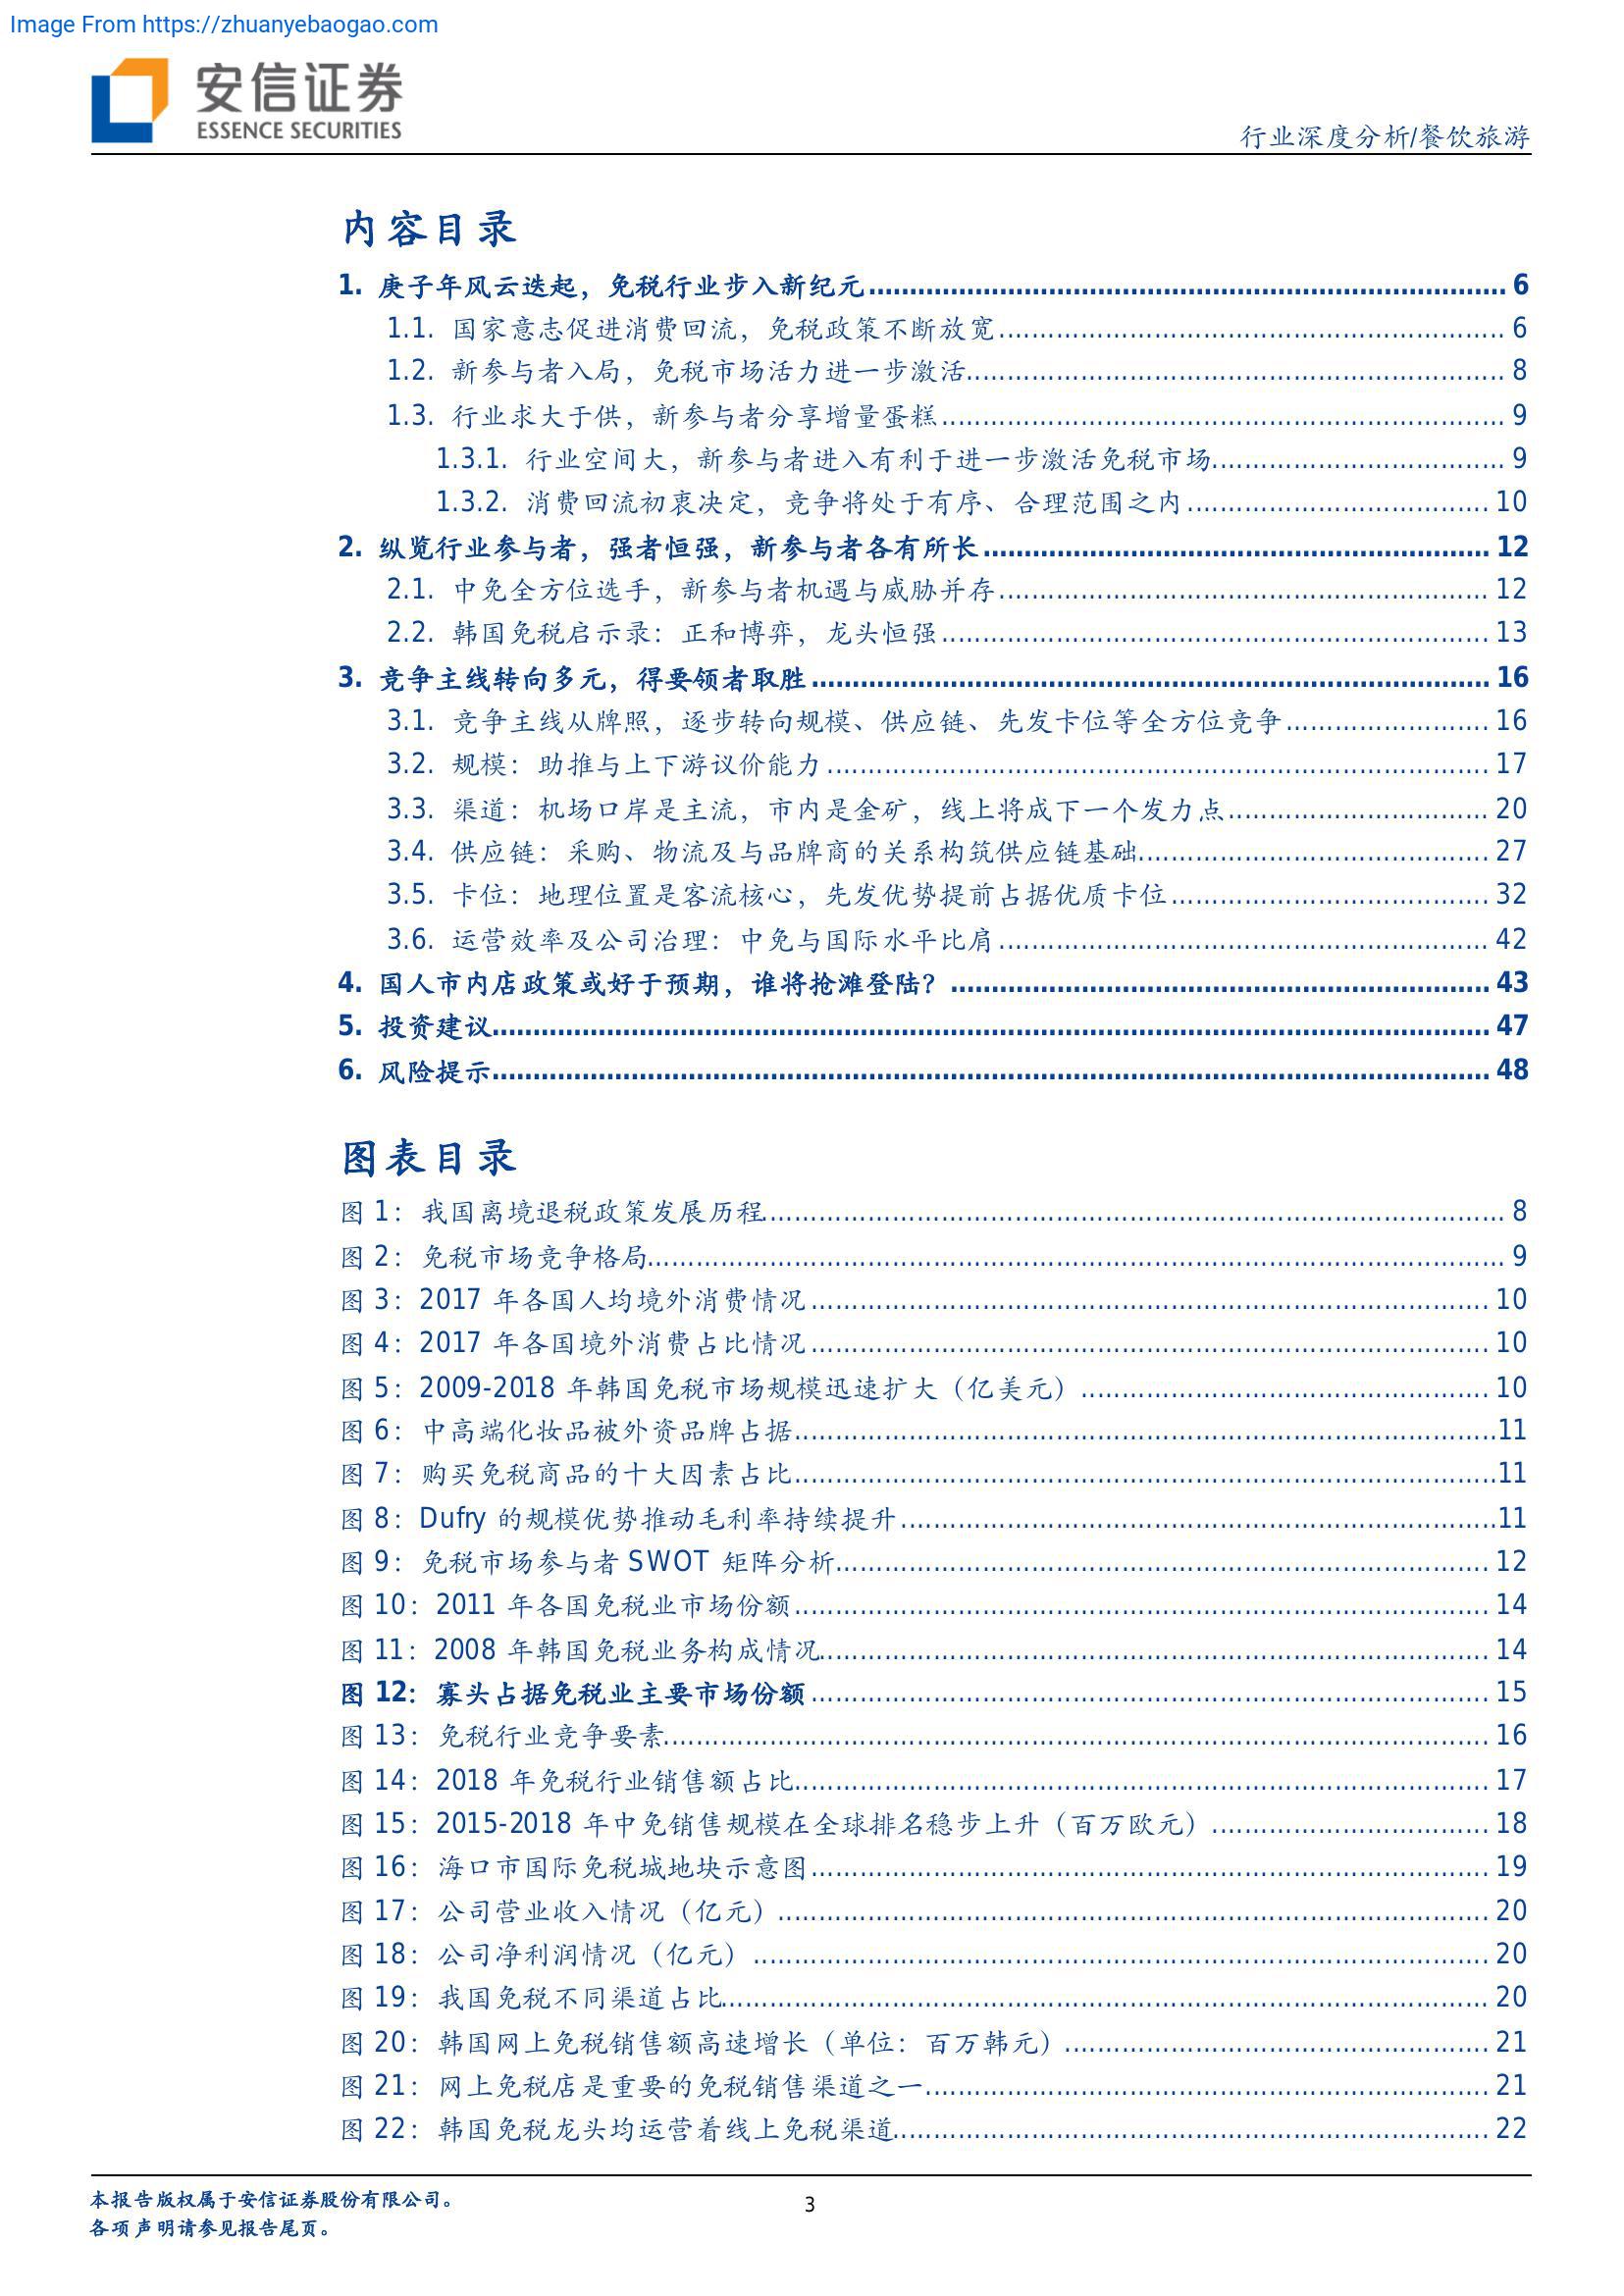 Image From https://zhuanyebaogao.com
安信证券
ESSENCE SECURITIES
行业深度分析/餐饮旅游
内容目录
1. 庚子年风云迭起，免税行业步入新纪元 6
1.1. 国家意志促进消费回流，免税政策不断放宽 6
1.2. 新参与者入局，免税市场活力进一步激活 8
1.3. 行业求大于供，新参与者分享增量蛋糕 9
1.3.1. 行业空间大，新参与者进入有利于进一步激活免税市场 9
1.3.2. 消费回流初衷决定，竞争将处于有序、合理范围之内 10
2. 纵览行业参与者，强者恒强，新参与者各有所长 12
2.1. 中免全方位选手，新参与者机遇与威胁并存 12
2.2. 韩国免税启示录：正和博弈，龙头恒强 13
3. 竞争主线转向多元，得要领者取胜 16
3.1. 竞争主线从牌照，逐步转向规模、供应链、先发卡位等全方位竞争 16
3.2. 规模：助推与上下游议价能力 17
3.3. 渠道：机场口岸是主流，市内是金矿，线上将成下一个发力点 20
3.4. 供应链：采购、物流及与品牌商的关系构筑供应链基础 27
3.5. 卡位：地理位置是客流核心，先发优势提前占据优质卡位 32
3.6. 运营效率及公司治理：中免与国际水平比肩 42
4. 国人市内店政策或好于预期，谁将抢滩登陆？ 43
5. 投资建议 47
6. 风险提示 48
图表目录
图 1：我国离境退税政策发展历程 8
图 2：免税市场竞争格局 9
图 3：2017 年各国人均境外消费情况 10
图 4：2017 年各国境外消费占比情况 10
图 5：2009-2018 年韩国免税市场规模迅速扩大（亿美元） 10
图 6：中高端化妆品被外资品牌占据 11
图 7：购买免税商品的十大因素占比 11
图 8：Dufry 的规模优势推动毛利率持续提升 11
图 9：免税市场参与者 SWOT 矩阵分析 12
图 10：2011 年各国免税业市场份额 14
图 11：2008 年韩国免税业务构成情况 14
图 12：寡头占据免税业主要市场份额 15
图 13：免税行业竞争要素 16
图 14：2018 年免税行业销售额占比 17
图 15：2015-2018 年中免销售规模在全球排名稳步上升（百万欧元） 18
图 16：海口市国际免税城地块示意图 19
图 17：公司营业收入情况（亿元） 20
图 18：公司净利润情况（亿元） 20
图 19：我国免税不同渠道占比 20
图 20：韩国网上免税销售额高速增长（单位：百万韩元） 21
图 21：网上免税店是重要的免税销售渠道之一 21
图 22：韩国免税龙头均运营着线上免税渠道 22
本报告版权属于安信证券股份有限公司。
3
各项声明请参见报告尾页。